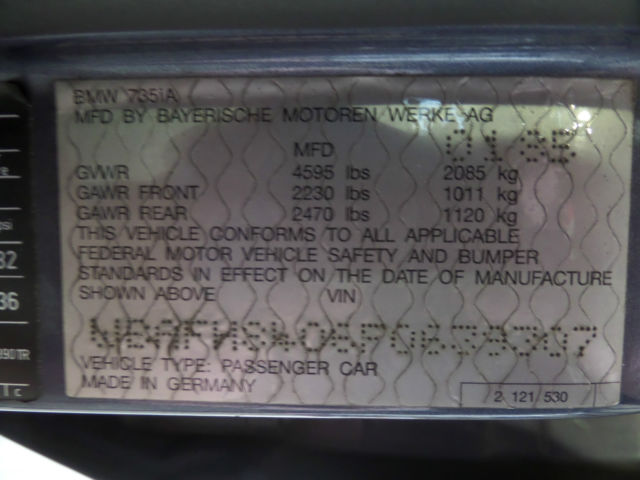 BMW 735iA
MFD BY BAYERISCHE MOTOREN WERKE AG
MFD 0185
GVWR 4595 lbs 2085 kg
GAWR FRONT 2230 lbs 1011 kg
GAWR REAR 2470 lbs 1120 kg
THIS VEHICLE CONFORMS TO ALL APPLICABLE
FEDERAL MOTOR VEHICLE SAFETY AND BUMPER
STANDARDS IN EFFECT ON THE DATE OF MANUFACTURE
SHOWN ABOVE VIN
VEHICLE TYPE: PASSENGER CAR
MADE IN GERMANY
2 121 530
psi
32
36